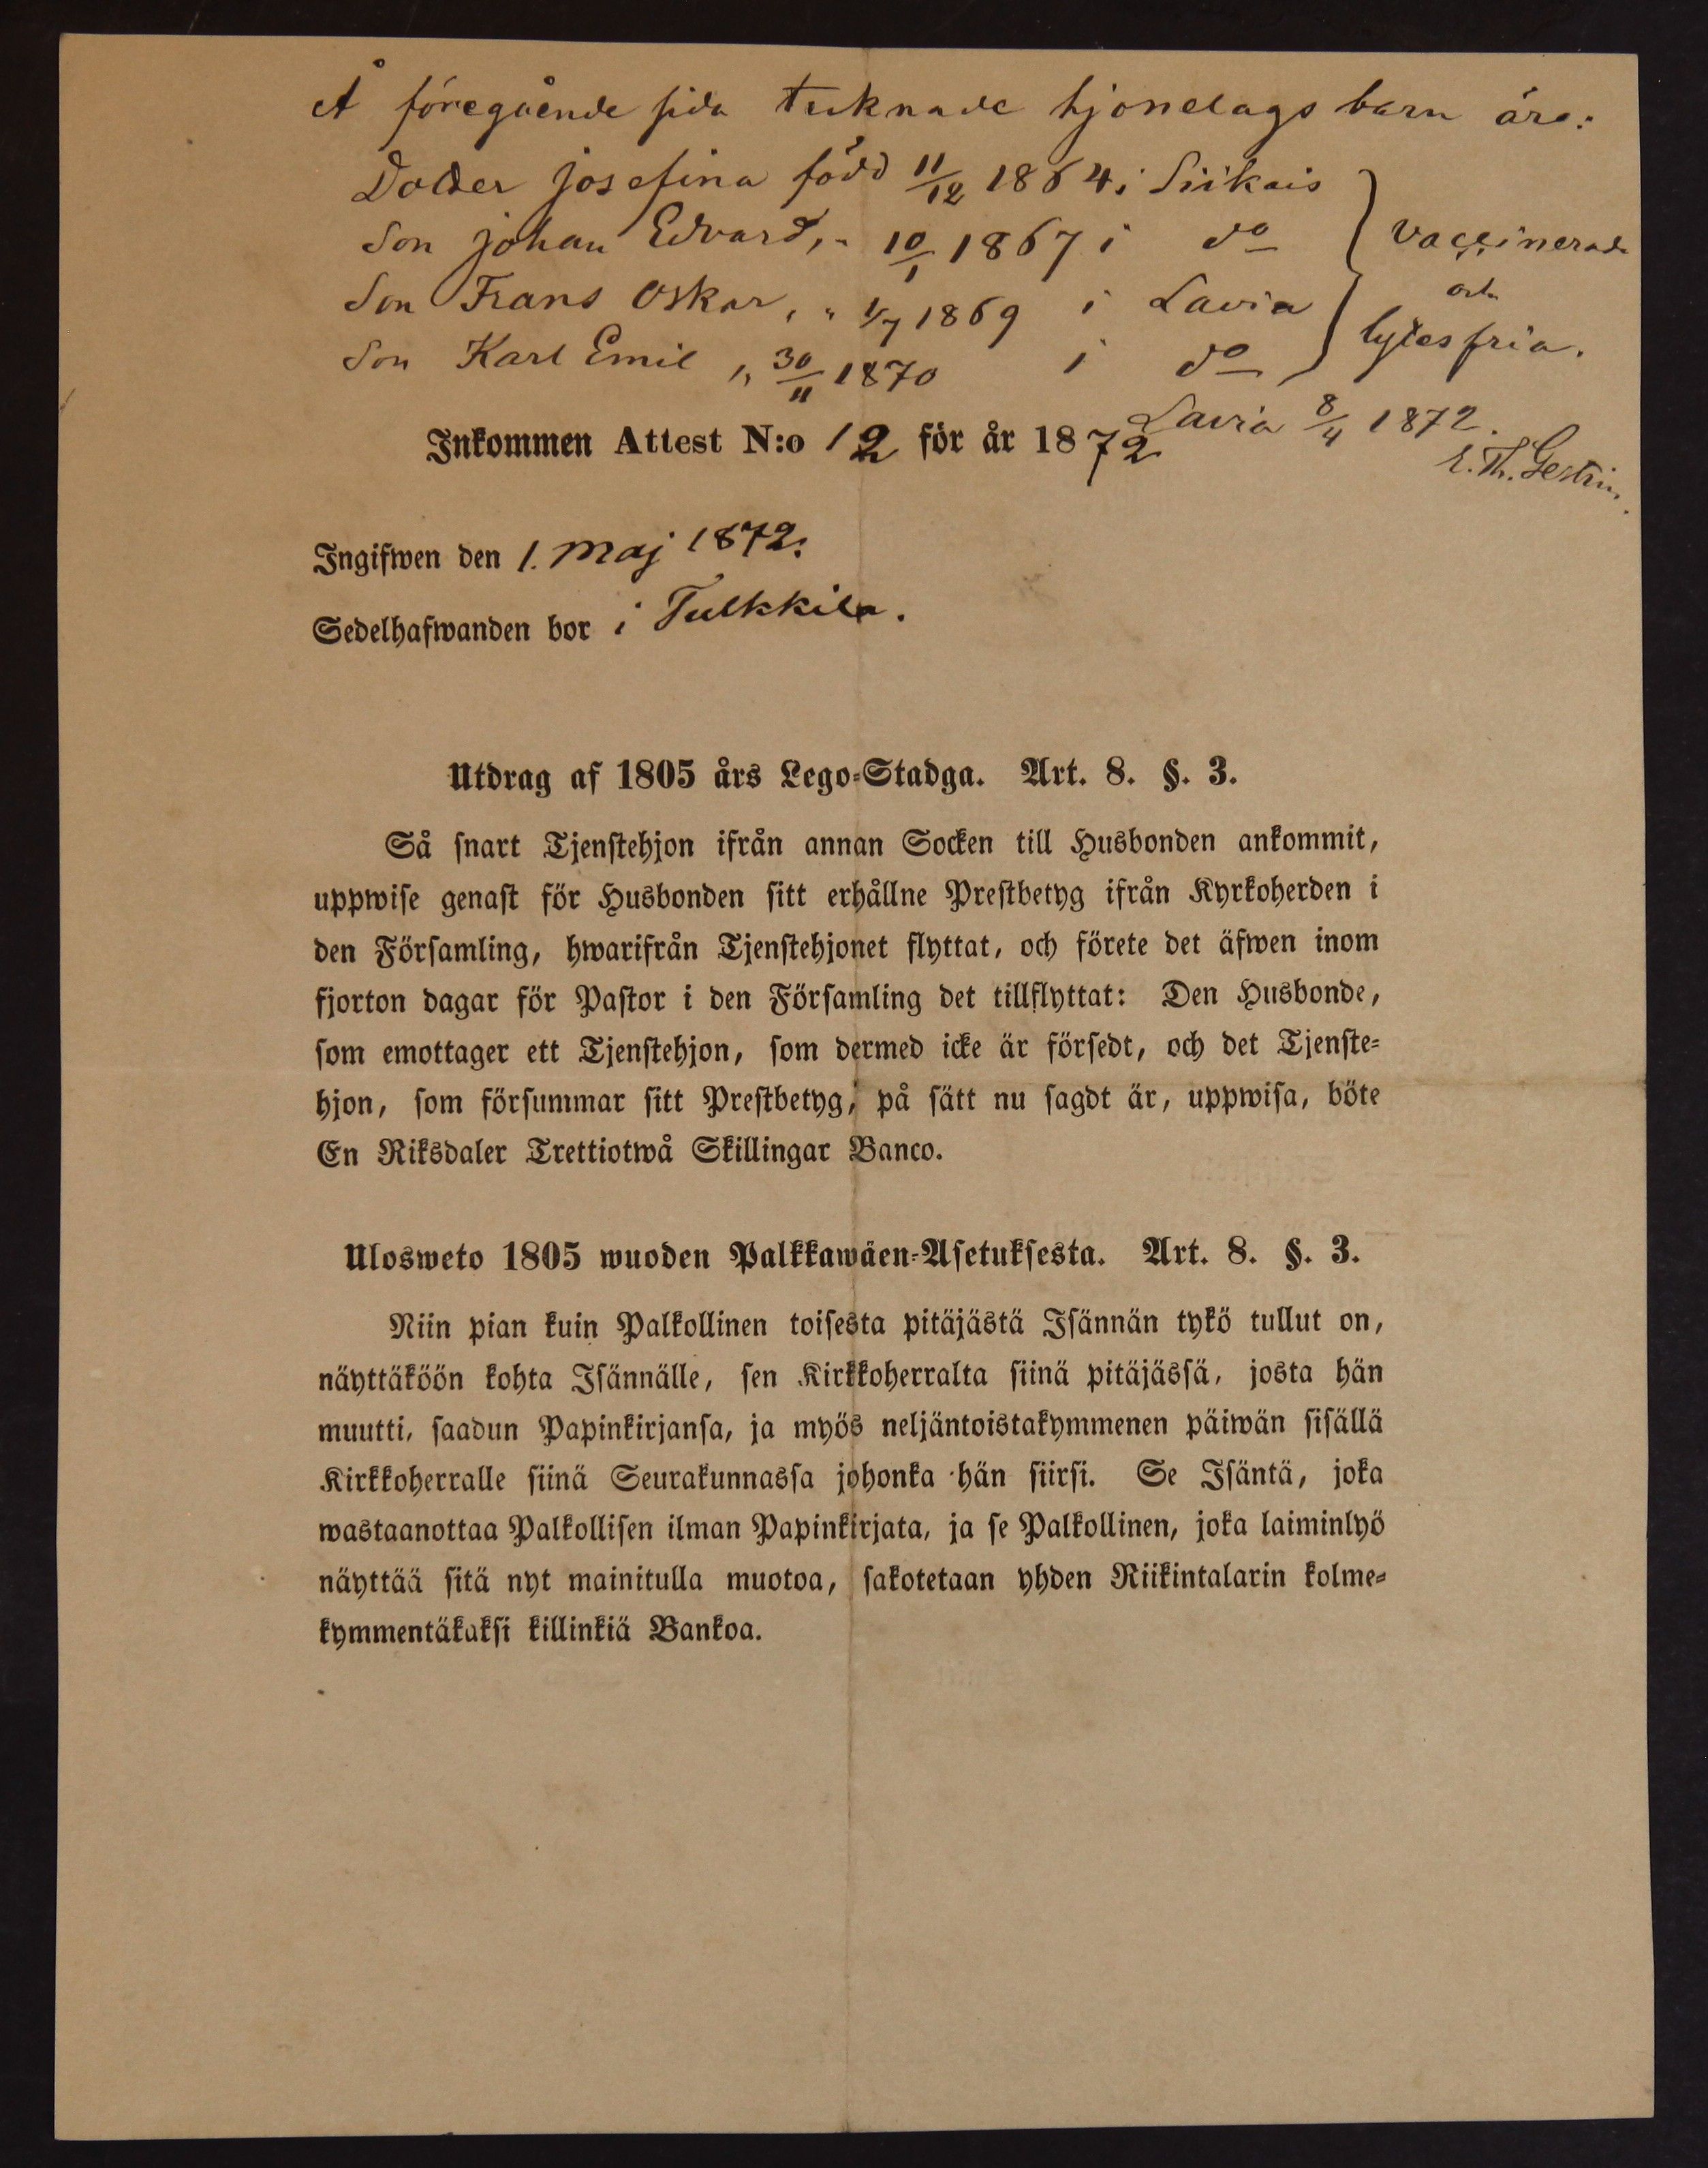 Å föregående sida teknade hjonelags barn äro:
Dotter Josefina född 11/12 1864 i Siikais
Son Johan Edvard, „ 10/1 1867 i do
Son Frans Oskar, „ 1/7 1869 i Lavia
Son Karl Emil „ 30/11 1870 i do
Vaccinerade
och
lytesfria.
Lavia 8/4 1872.
E. Th. Gestrin.
Inkommen Attest N:o 12 för år 1872
Ingifwen den 1. Maj 1872.
Sedelhafwanden bor i Tulkkila.
Utdrag af 1805 års Lego-Stadga. Art. 8. §. 3.
Så snart Tjenstehjon ifrån annan Socken till Husbonden ankommit,
uppwise genast för Husbonden sitt erhållne Prestbetyg ifrån Kyrkoherden i
den Församling, hwarifrån Tjenstehjonet flyttat, och förete det äfwen inom
fjorton dagar för Pastor i den Församling det tillflyttat: Den Husbonde,
som emottager ett Tjenstehjon, som dermed icke är försedt, och det Tjenste-
hjon, som försummar sitt Prestbetyg, på sätt nu sagdt är, uppwisa, böte
En Riksdaler Trettiotwå Skillingar Banco.
Ulosweto 1805 wuoden Palkkawäen-Asetuksesta. Art. 8. §. 3.
Niin pian kuin Palkollinen toisesta pitäjästä Isännän tykö tullut on,
näyttäköön kohta Isännälle, sen Kirkkoherralta siinä pitäjässä, josta hän
muutti, saadun Papinkirjansa, ja myös neljäntoistakymmenen päiwän sisällä
Kirkkoherralle siinä Seurakunnassa johonka hän siirsi. Se Isäntä, joka
wastaanottaa Palkollisen ilman Papinkirjata, ja se Palkollinen, joka laiminlyö
näyttää sitä nyt mainitulla muotoa, sakotetaan yhden Riikintalarin kolme-
kymmentäkaksi killinkiä Bankoa.